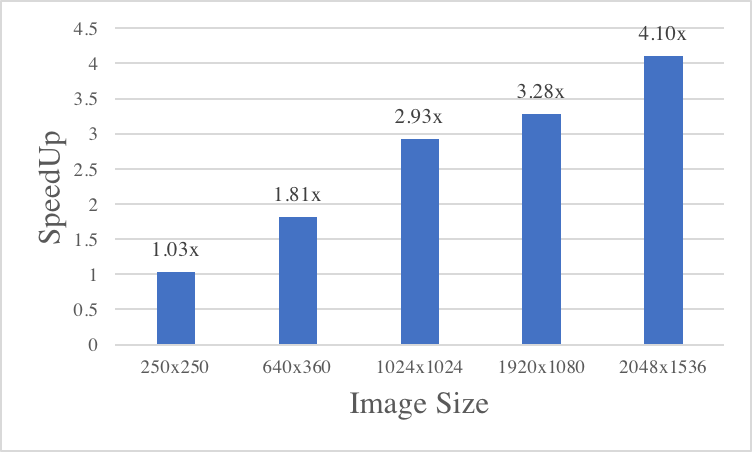 4.5
4
3.5
3
2.5
2
1.5
1
0.5
0
SpeedUp
1.03x
1.81x
2.93x
3.28x
4.10x
250x250 640x360 1024x1024 1920x1080 2048x1536
Image Size